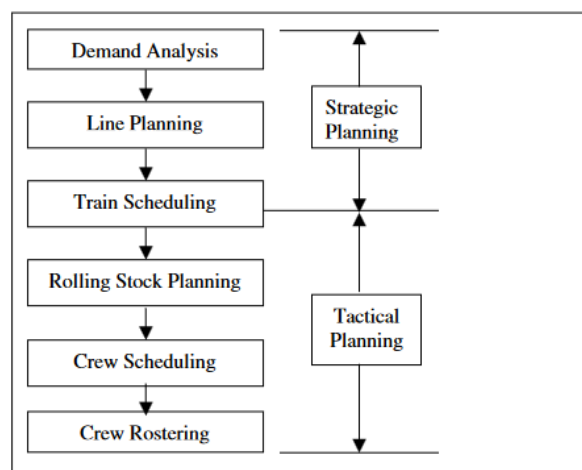 Demand Analysis
Line Planning
Strategic
Planning
Train Scheduling
Rolling Stock Planning
Tactical
Planning
Crew Scheduling
Crew Rostering